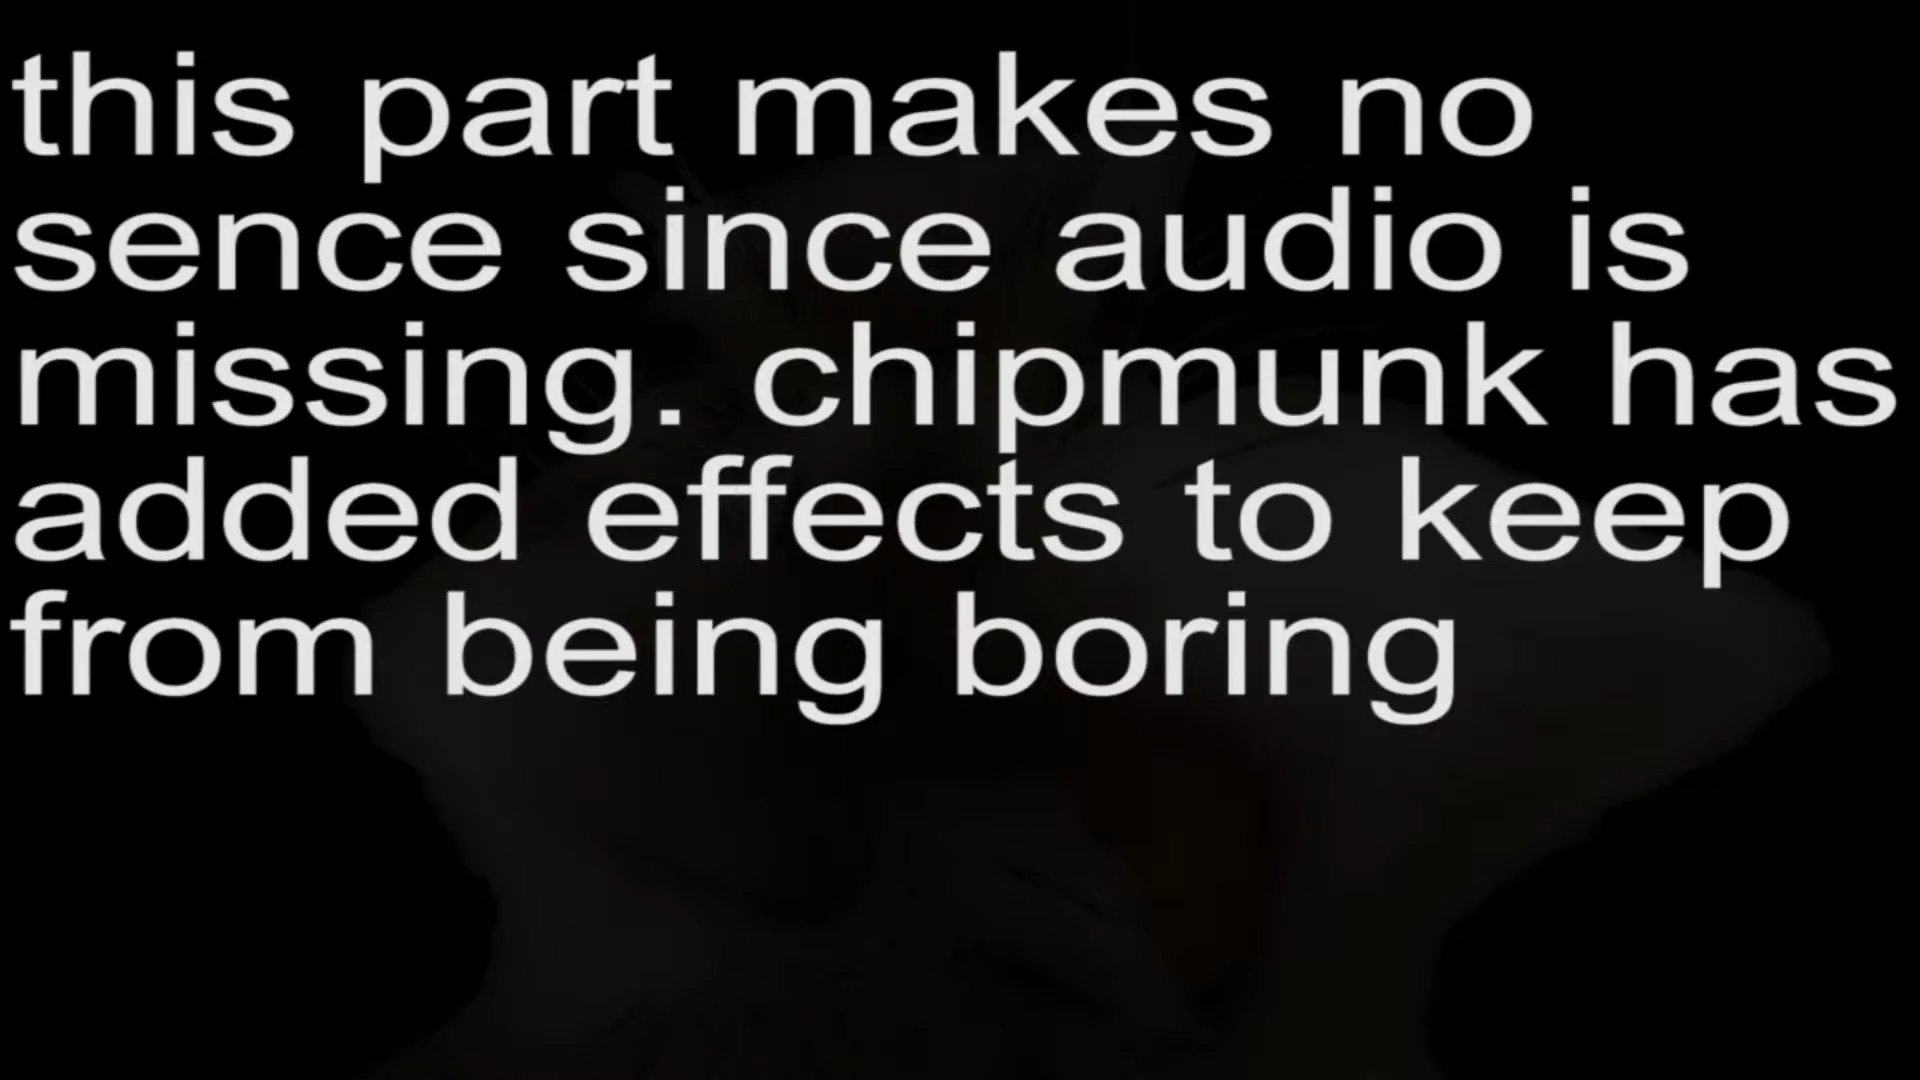 this part makes no
sence since audio is
missing. chipmunk has
added effects to keep
from being boring